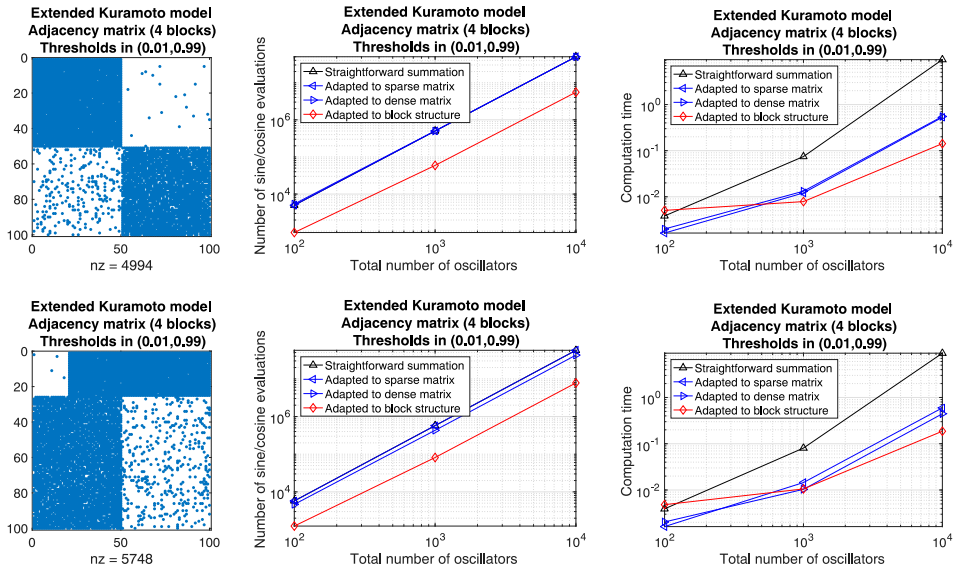 Extended Kuramoto model
Adjacency matrix (4 blocks)
Thresholds in (0.01,0.99)
0
20
40
60
80
100
0
50
100
nz = 4994
Extended Kuramoto model
Adjacency matrix (4 blocks)
Thresholds in (0.01,0.99)
Number of sine/cosine evaluations
10^6
10^4
Straightforward summation
Adapted to sparse matrix
Adapted to dense matrix
Adapted to block structure
10^2
10^3
10^4
Total number of oscillators
Extended Kuramoto model
Adjacency matrix (4 blocks)
Thresholds in (0.01,0.99)
Computation time
10^0
10^-1
10^-2
Straightforward summation
Adapted to sparse matrix
Adapted to dense matrix
Adapted to block structure
10^2
10^3
10^4
Total number of oscillators
Extended Kuramoto model
Adjacency matrix (4 blocks)
Thresholds in (0.01,0.99)
0
20
40
60
80
100
0
50
100
nz = 5748
Extended Kuramoto model
Adjacency matrix (4 blocks)
Thresholds in (0.01,0.99)
Number of sine/cosine evaluations
10^6
10^4
Straightforward summation
Adapted to sparse matrix
Adapted to dense matrix
Adapted to block structure
10^2
10^3
10^4
Total number of oscillators
Extended Kuramoto model
Adjacency matrix (4 blocks)
Thresholds in (0.01,0.99)
Computation time
10^0
10^-1
10^-2
Straightforward summation
Adapted to sparse matrix
Adapted to dense matrix
Adapted to block structure
10^2
10^3
10^4
Total number of oscillators